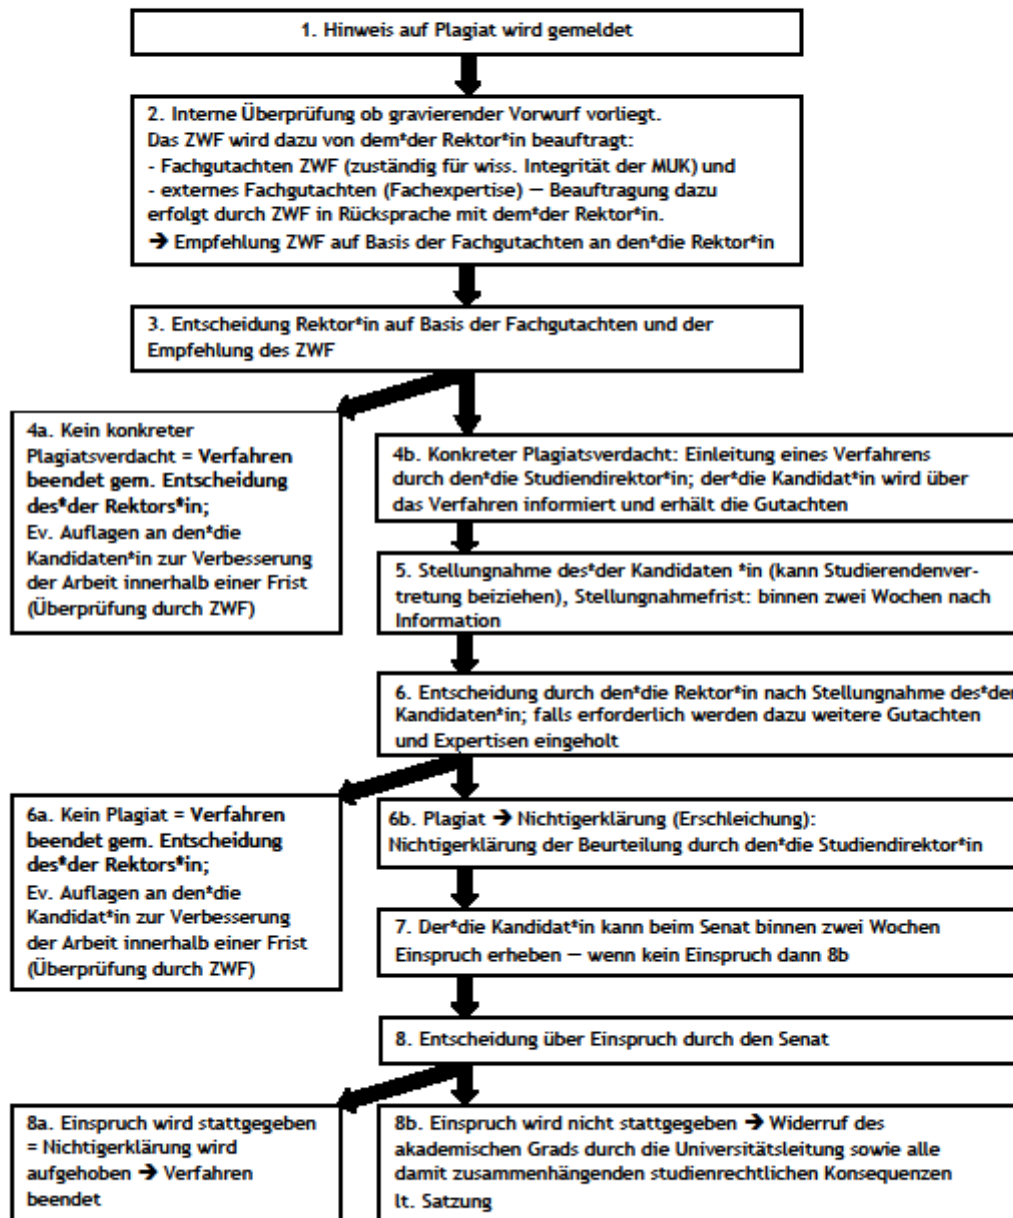 1. Hinweis auf Plagiat wird gemeldet
2. Interne Überprüfung ob gravierender Vorwurf vorliegt.
Das ZWF wird dazu von dem*der Rektor*in beauftragt:
- Fachgutachten ZWF (zuständig für wiss. Integrität der MUK) und
- externes Fachgutachten (Fachexpertise) — Beauftragung dazu
erfolgt durch ZWF in Rücksprache mit dem*der Rektor*in.
➔ Empfehlung ZWF auf Basis der Fachgutachten an den*die Rektor*in
3. Entscheidung Rektor*in auf Basis der Fachgutachten und der
Empfehlung des ZWF
4a. Kein konkreter
Plagiatsverdacht = Verfahren
beendet gem. Entscheidung
des*der Rektors*in;
Ev. Auflagen an den*die
Kandidaten*in zur Verbesserung
der Arbeit innerhalb einer Frist
(Überprüfung durch ZWF)
4b. Konkreter Plagiatsverdacht: Einleitung eines Verfahrens
durch den*die Studiendirektor*in; der*die Kandidat*in wird über
das Verfahren informiert und erhält die Gutachten
5. Stellungnahme des*der Kandidaten *in (kann Studierendenver-
tretung beiziehen), Stellungnahmefrist: binnen zwei Wochen nach
Information
6. Entscheidung durch den*die Rektor*in nach Stellungnahme des*der
Kandidaten*in; falls erforderlich werden dazu weitere Gutachten
und Expertisen eingeholt
6a. Kein Plagiat = Verfahren
beendet gem. Entscheidung
des*der Rektors*in;
Ev. Auflagen an den*die
Kandidat*in zur Verbesserung
der Arbeit innerhalb einer Frist
(Überprüfung durch ZWF)
6b. Plagiat ➔ Nichtigerklärung (Erschleichung):
Nichtigerklärung der Beurteilung durch den*die Studiendirektor*in
7. Der*die Kandidat*in kann beim Senat binnen zwei Wochen
Einspruch erheben — wenn kein Einspruch dann 8b
8. Entscheidung über Einspruch durch den Senat
8a. Einspruch wird stattgegeben
= Nichtigerklärung wird
aufgehoben ➔ Verfahren
beendet
8b. Einspruch wird nicht stattgegeben ➔ Widerruf des
akademischen Grads durch die Universitätsleitung sowie alle
damit zusammenhängenden studienrechtlichen Konsequenzen
lt. Satzung